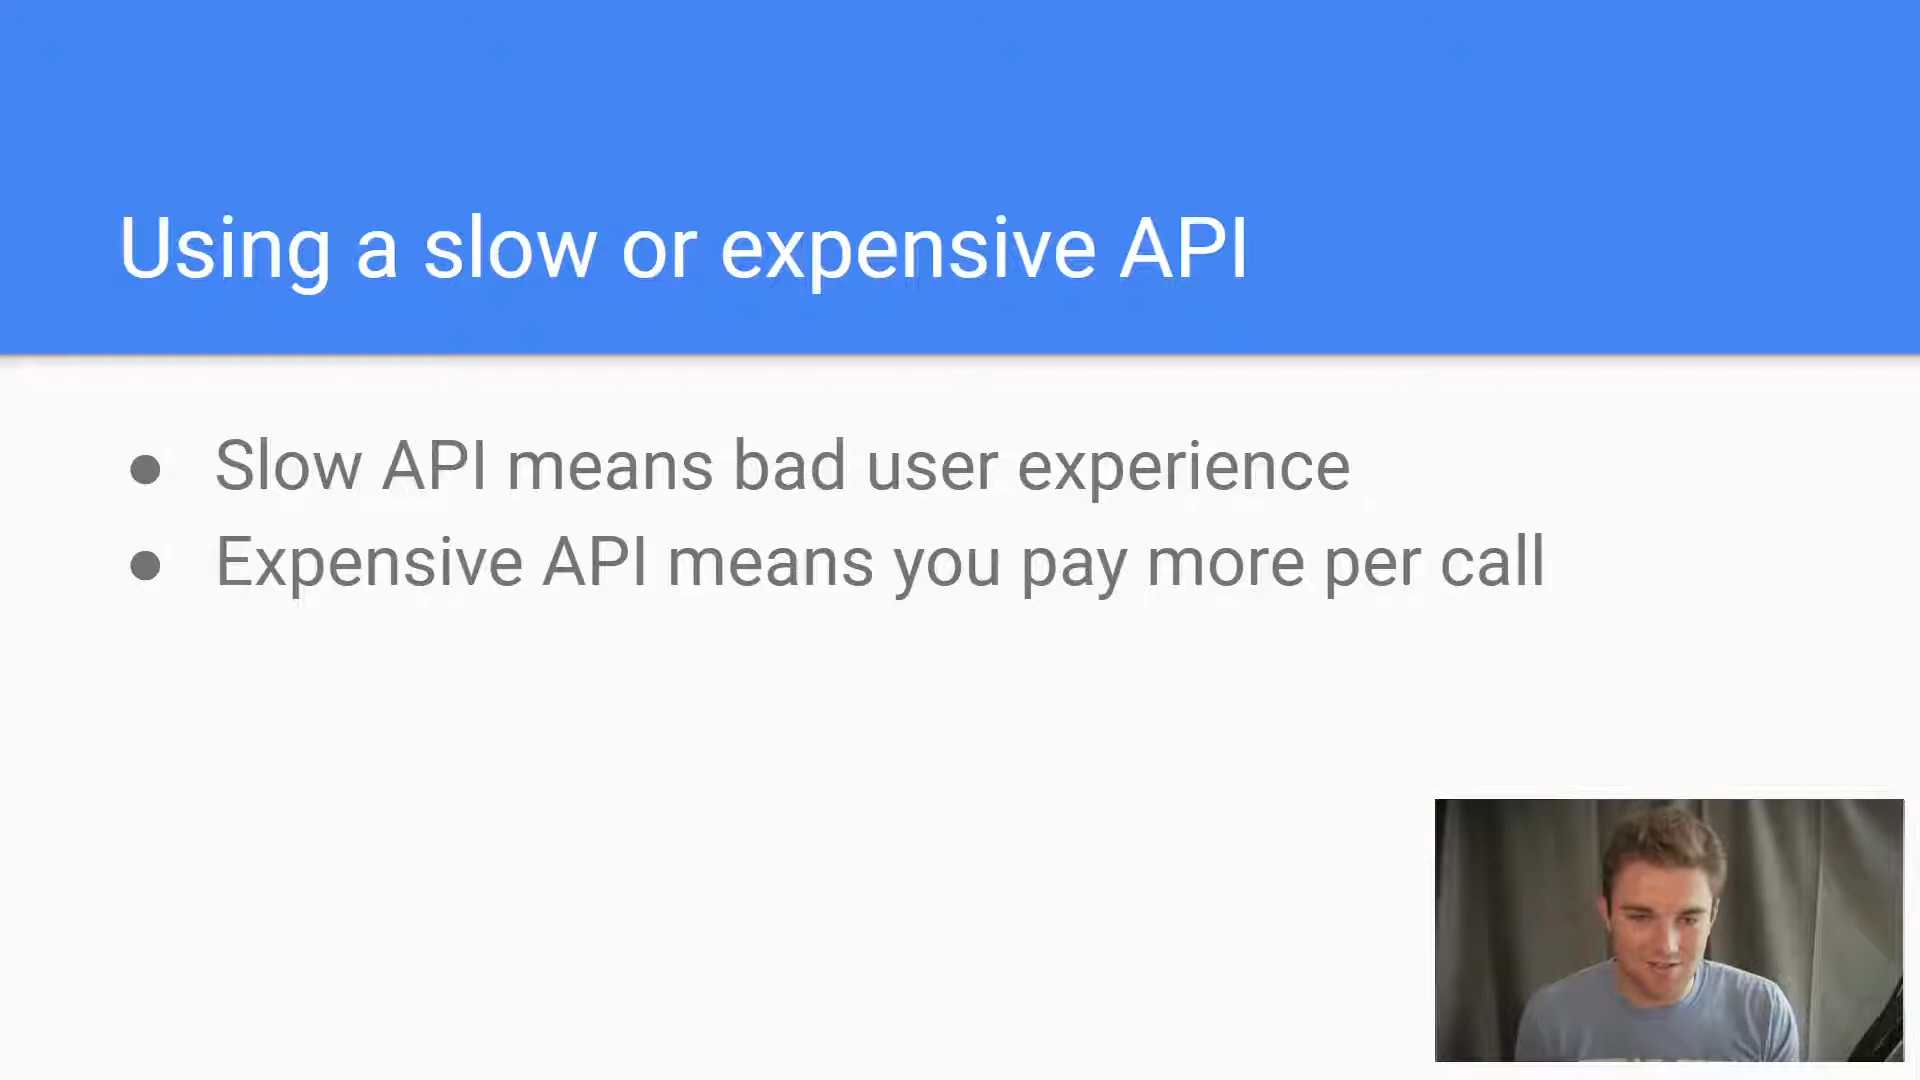 Using a slow or expensive API
● Slow API means bad user experience
● Expensive API means you pay more per call